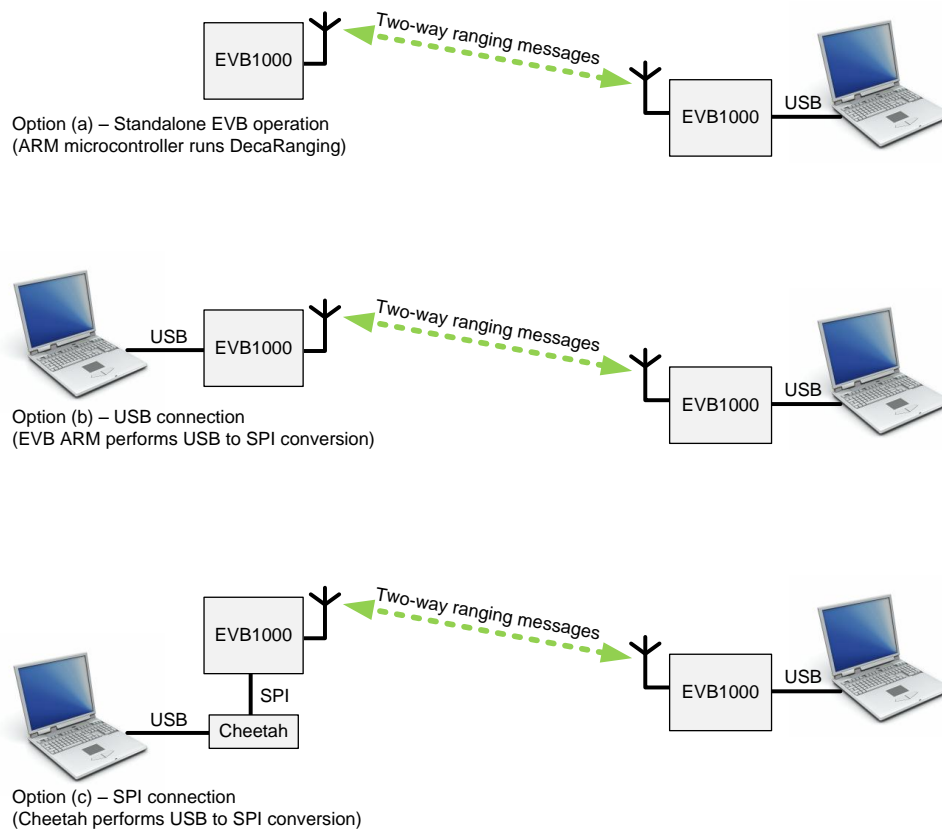 Two-way ranging messages
EVB1000
EVB1000
USB
Option (a) – Standalone EVB operation
(ARM microcontroller runs DecaRanging)
Two-way ranging messages
USB
EVB1000
EVB1000
USB
Option (b) – USB connection
(EVB ARM performs USB to SPI conversion)
Two-way ranging messages
EVB1000
EVB1000
USB
SPI
USB
Cheetah
Option (c) – SPI connection
(Cheetah performs USB to SPI conversion)